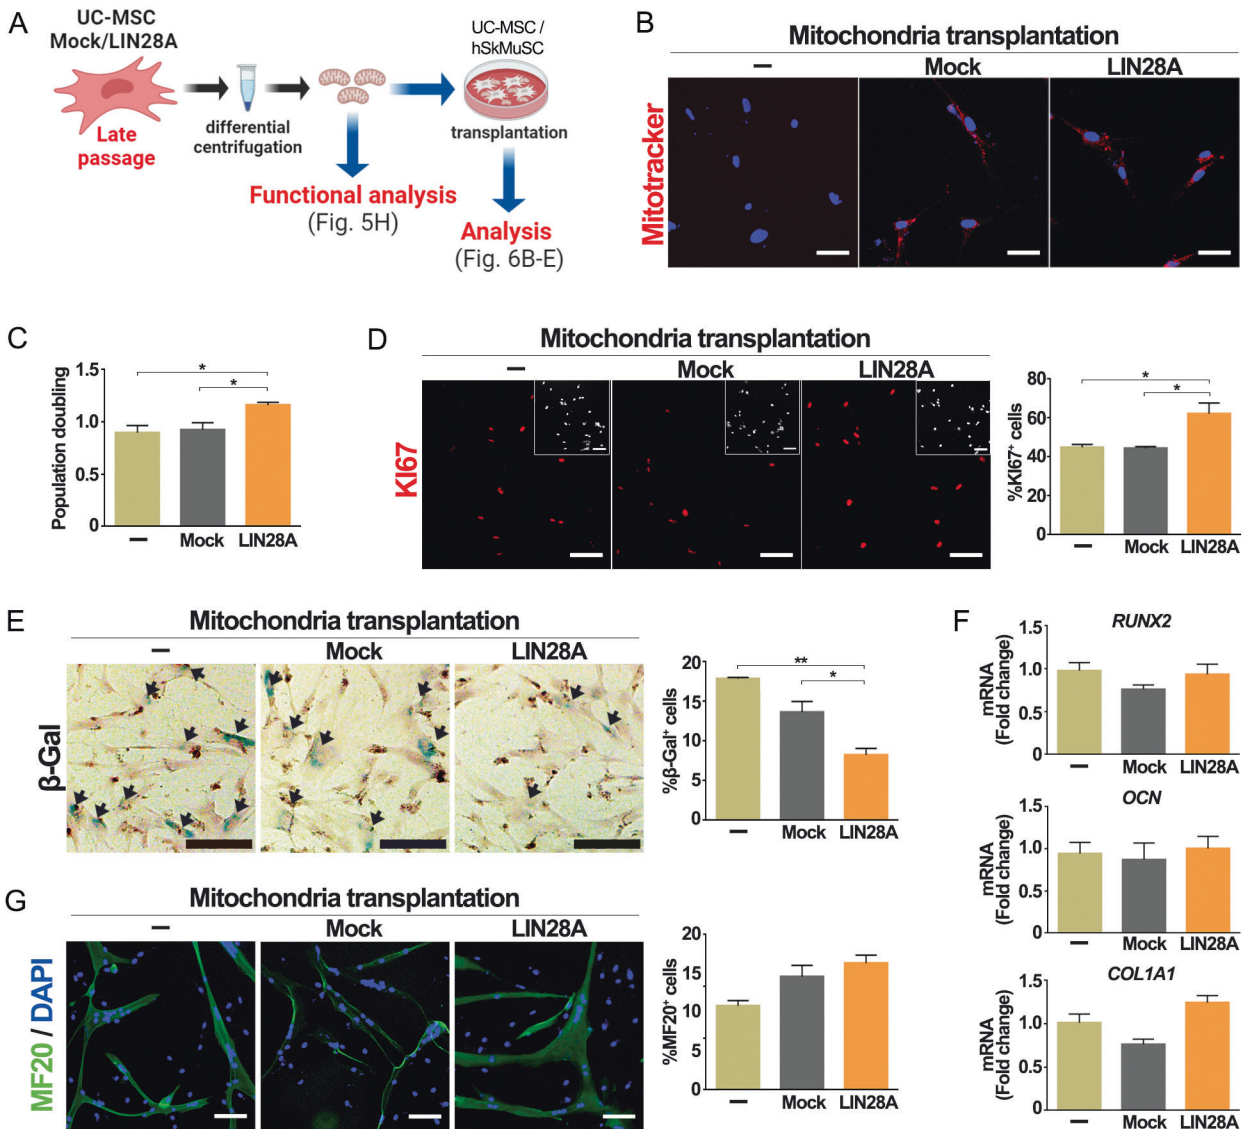 A
UC-MSC
Mock/LIN28A
Late
passage
differential
centrifugation
UC-MSC /
hSkMuSC
transplantation
Functional analysis
(Fig. 5H)
Analysis
(Fig. 6B-E)
B
Mitochondria transplantation
– Mock LIN28A
Mitotracker
C
Population doubling
1.5
1.0
0.5
0
* 
*
– Mock LIN28A
D
Mitochondria transplantation
– Mock LIN28A
KI67
%KI67⁺ cells
80
60
40
20
0
*
*
– Mock LIN28A
E
Mitochondria transplantation
– Mock LIN28A
β-Gal
%β-Gal⁺ cells
20
15
10
5
0
**
*
– Mock LIN28A
F
RUNX2
mRNA
(Fold change)
1.5
1.0
0.5
0
– Mock LIN28A
OCN
mRNA
(Fold change)
1.5
1.0
0.5
0
– Mock LIN28A
COL1A1
mRNA
(Fold change)
1.5
1.0
0.5
0
– Mock LIN28A
G
Mitochondria transplantation
– Mock LIN28A
MF20 / DAPI
%MF20⁺ cells
20
15
10
5
0
– Mock LIN28A